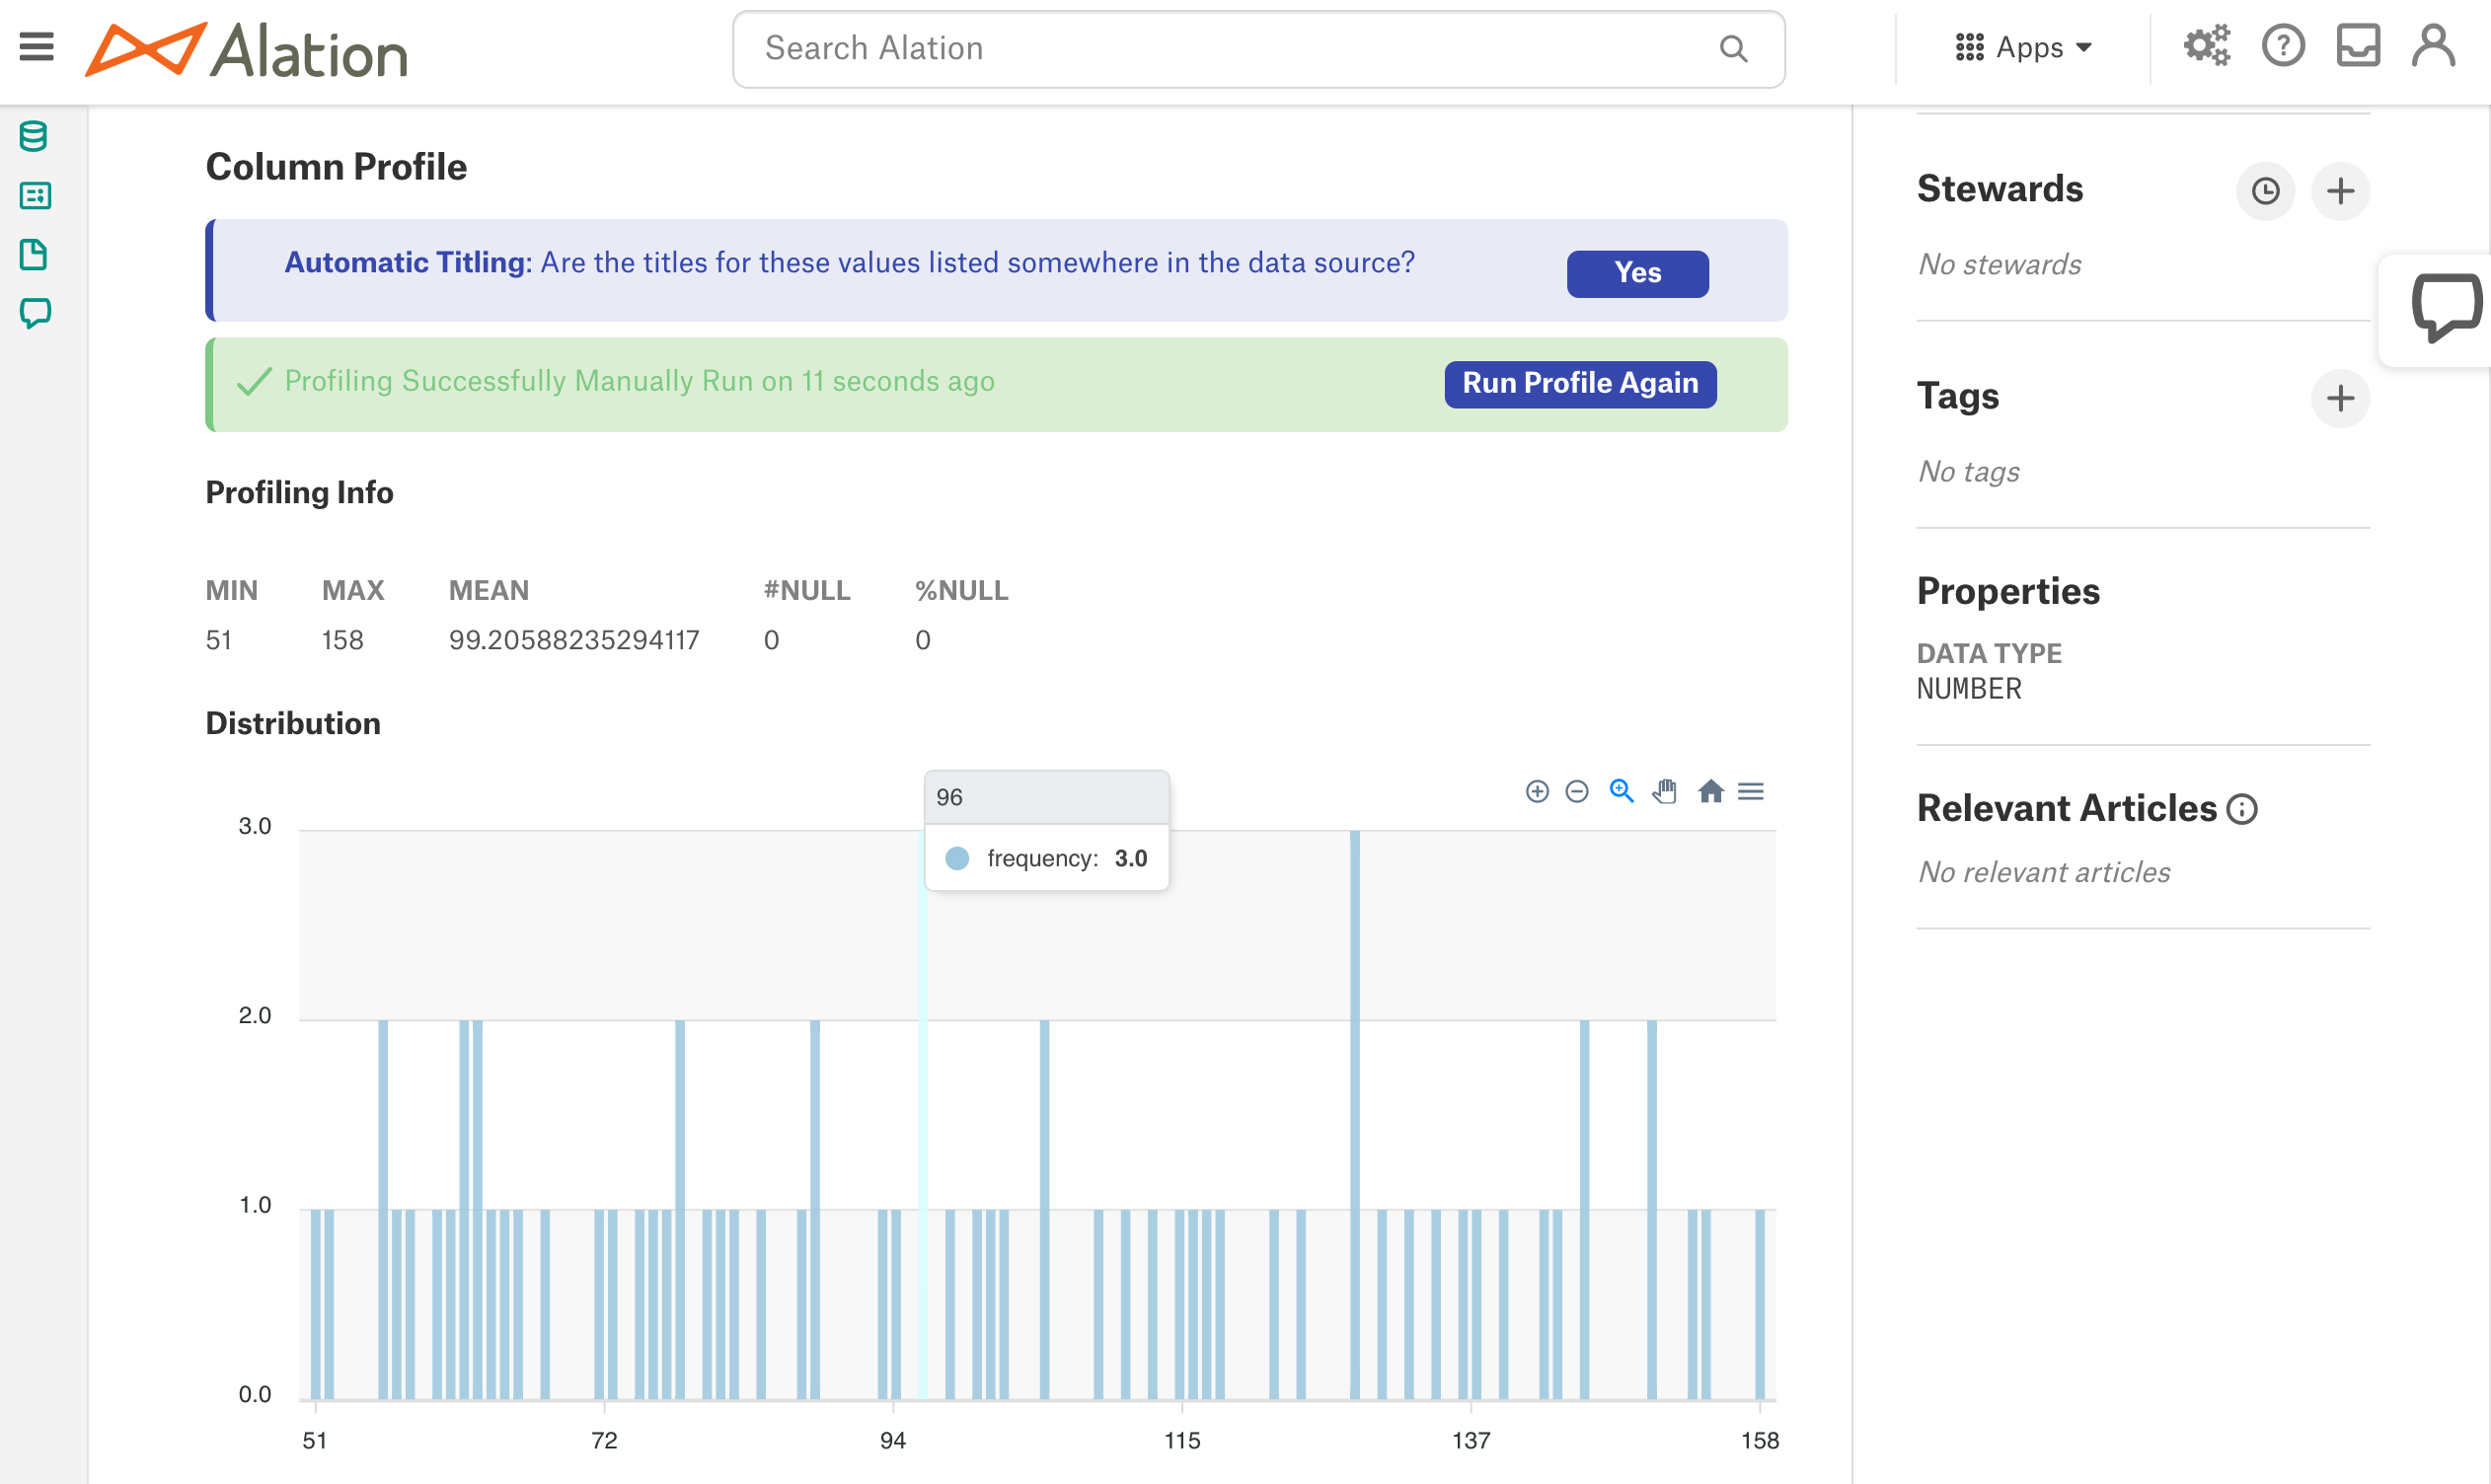 Alation
Search Alation
Apps
Column Profile
Automatic Titling: Are the titles for these values listed somewhere in the data source?
Yes
Profiling Successfully Manually Run on 11 seconds ago
Run Profile Again
Profiling Info
MIN MAX MEAN #NULL %NULL
51 158 99.20588235294117 0 0
Distribution
96
frequency: 3.0
3.0
2.0
1.0
0.0
51 72 94 115 137 158
Stewards
No stewards
Tags
No tags
Properties
DATA TYPE
NUMBER
Relevant Articles
No relevant articles